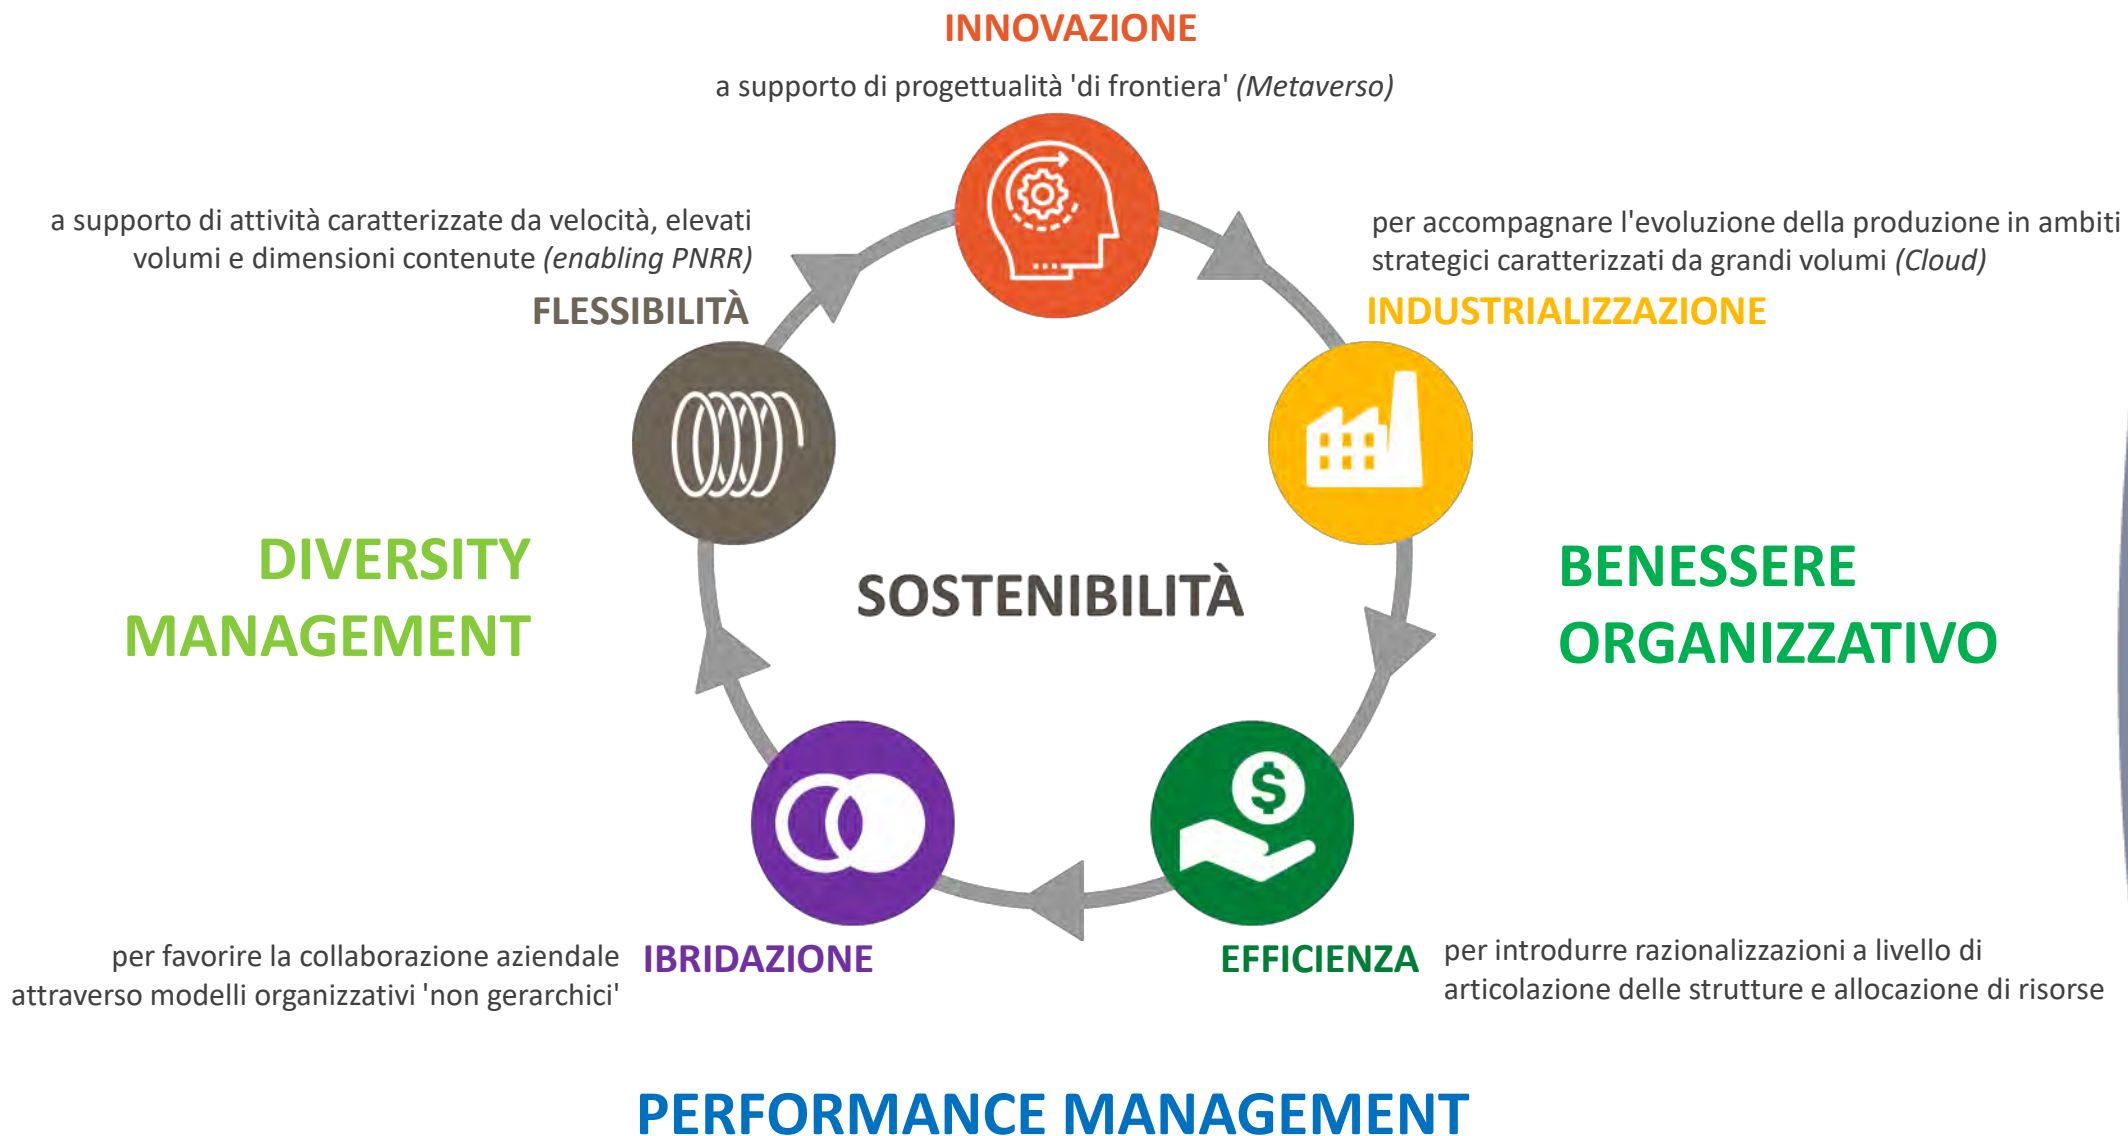 INNOVAZIONE
a supporto di progettualità 'di frontiera' (Metaverso)
a supporto di attività caratterizzate da velocità, elevati
volumi e dimensioni contenute (enabling PNRR)
FLESSIBILITÀ
per accompagnare l'evoluzione della produzione in ambiti
strategici caratterizzati da grandi volumi (Cloud)
INDUSTRIALIZZAZIONE
DIVERSITY
MANAGEMENT
SOSTENIBILITÀ
BENESSERE
ORGANIZZATIVO
$
per favorire la collaborazione aziendale
attraverso modelli organizzativi 'non gerarchici'
IBRIDAZIONE
EFFICIENZA
per introdurre razionalizzazioni a livello di
articolazione delle strutture e allocazione di risorse
PERFORMANCE MANAGEMENT